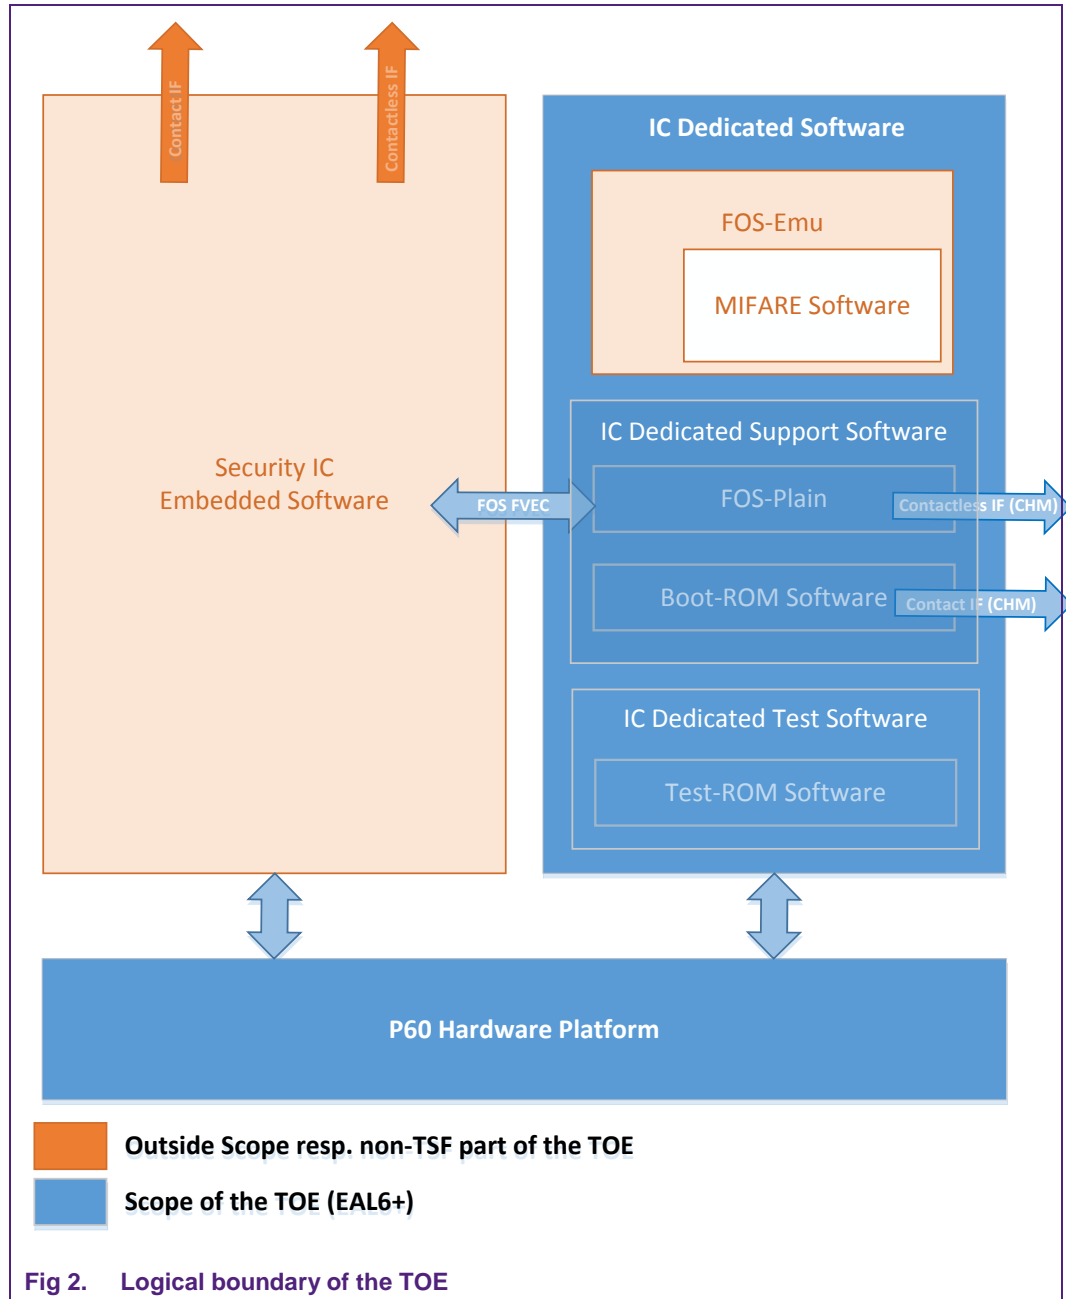 Contact IF
Contactless IF
IC Dedicated Software
FOS-Emu
MIFARE Software
IC Dedicated Support Software
Security IC
Embedded Software
FOS FVEC
FOS-Plain
Contactless IF (CHM)
Boot-ROM Software
Contact IF (CHM)
IC Dedicated Test Software
Test-ROM Software
P60 Hardware Platform
Outside Scope resp. non-TSF part of the TOE
Scope of the TOE (EAL6+)
Fig 2. Logical boundary of the TOE